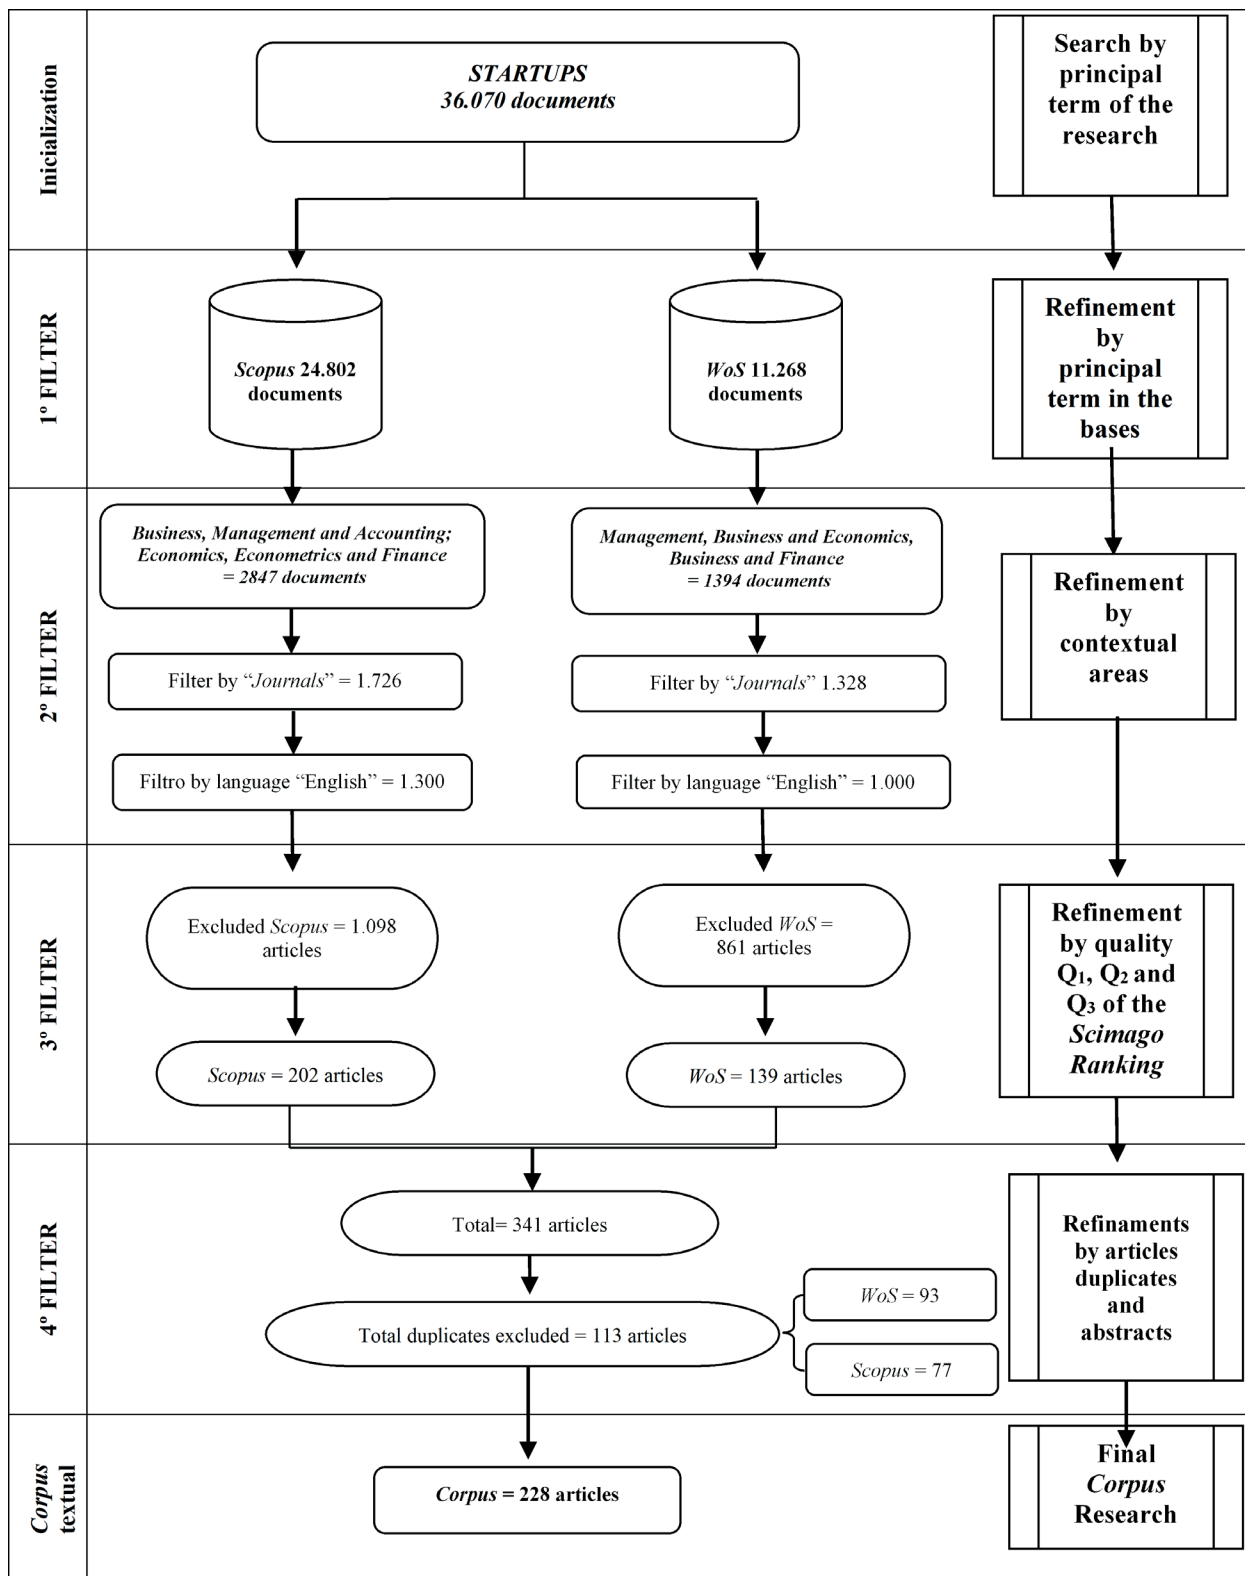 Inicialization
STARTUPS
36.070 documents
Search by
principal
term of the
research
1º FILTER
Scopus 24.802
documents
WoS 11.268
documents
Refinement
by
principal
term in the
bases
2º FILTER
Business, Management and Accounting;
Economics, Econometrics and Finance
= 2847 documents
Management, Business and Economics,
Business and Finance
= 1394 documents
Filter by “Journals” = 1.726
Filter by “Journals” 1.328
Filtro by language “English” = 1.300
Filter by language “English” = 1.000
Refinement
by
contextual
areas
3º FILTER
Excluded Scopus = 1.098
articles
Excluded WoS =
861 articles
Scopus = 202 articles
WoS = 139 articles
Refinement
by quality
Q1, Q2 and
Q3 of the
Scimago
Ranking
4º FILTER
Total= 341 articles
Total duplicates excluded = 113 articles
WoS = 93
Scopus = 77
Refinaments
by articles
duplicates
and
abstracts
Corpus
textual
Corpus = 228 articles
Final
Corpus
Research